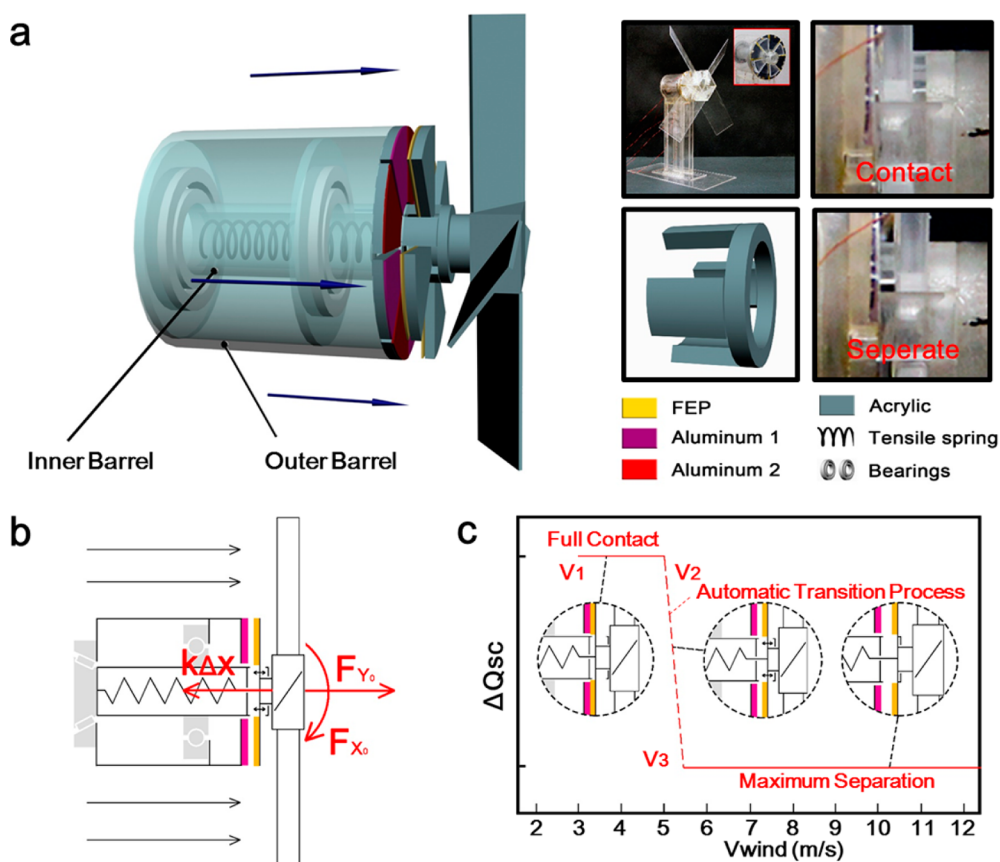 a
Contact
Seperate
Inner Barrel
Outer Barrel
FEP
Aluminum 1
Aluminum 2
Acrylic
Tensile spring
Bearings
b
kΔx
FY0
FX0
c
Full Contact
V1
V2
Automatic Transition Process
V3
Maximum Separation
ΔQsc
2 3 4 5 6 7 8 9 10 11 12
Vwind (m/s)